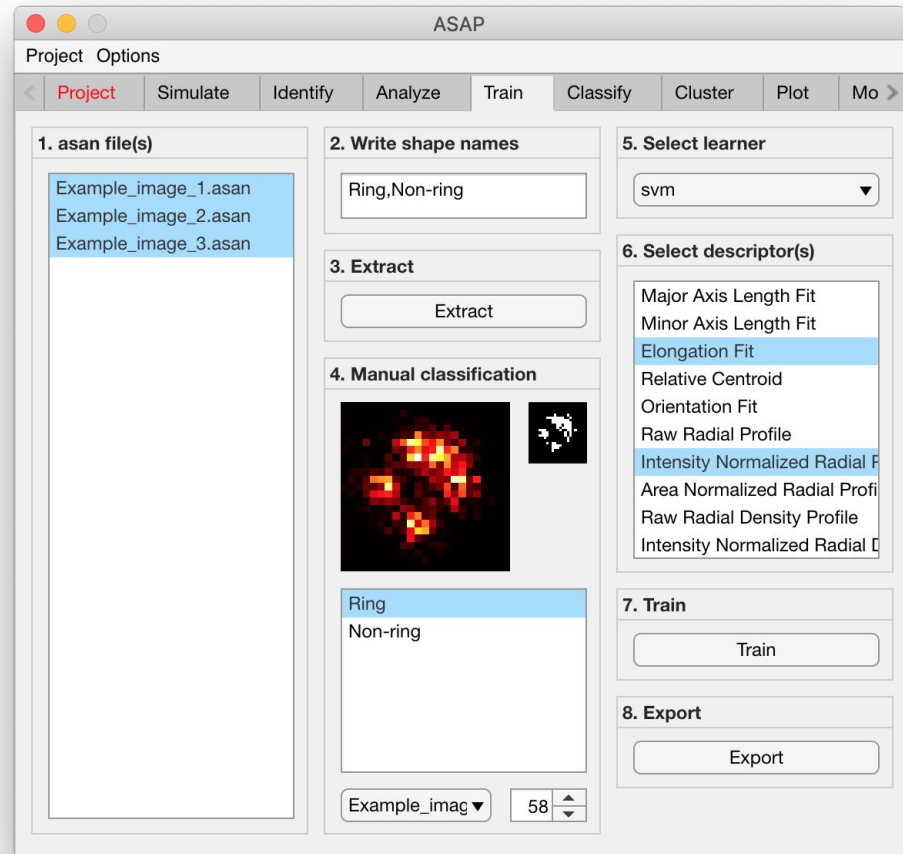 ASAP
Project Options
Project Simulate Identify Analyze Train Classify Cluster Plot Mo
1. asan file(s)
Example_image_1.asan
Example_image_2.asan
Example_image_3.asan
2. Write shape names
Ring,Non-ring
3. Extract
Extract
4. Manual classification
Ring
Non-ring
Example_imag
58
5. Select learner
svm
6. Select descriptor(s)
Major Axis Length Fit
Minor Axis Length Fit
Elongation Fit
Relative Centroid
Orientation Fit
Raw Radial Profile
Intensity Normalized Radial P
Area Normalized Radial Profi
Raw Radial Density Profile
Intensity Normalized Radial D
7. Train
Train
8. Export
Export